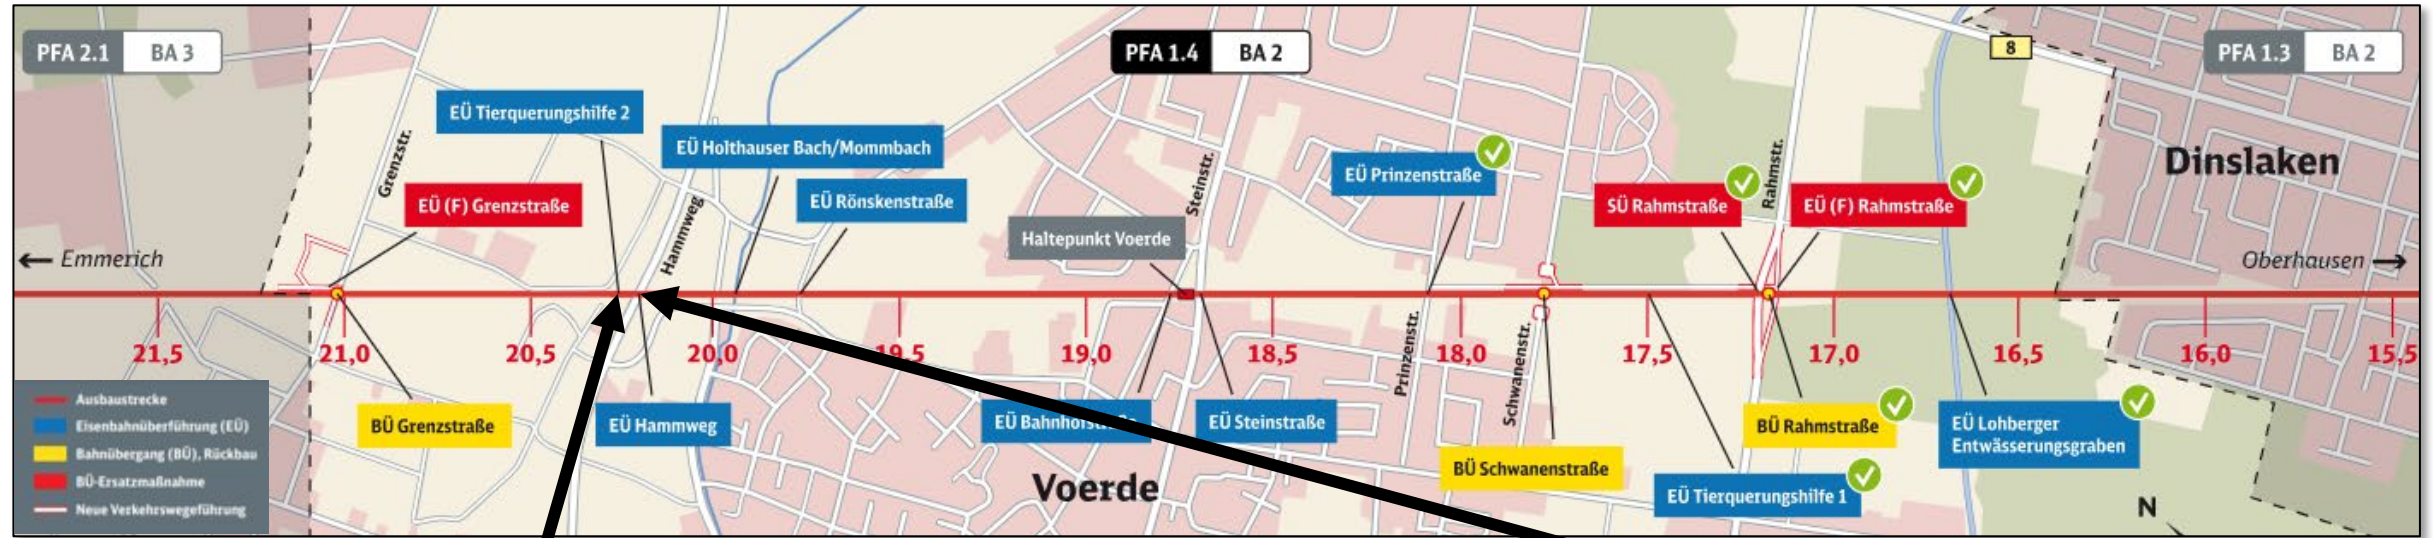 PFA 2.1 BA 3
PFA 1.4 BA 2
8
PFA 1.3 BA 2
EÜ Tierquerungshilfe 2
Grenzstr.
EÜ Holthauser Bach/Mommbach
Steinstr.
EÜ Prinzenstraße
Rahmstr.
Dinslaken
EÜ (F) Grenzstraße
EÜ Rönskenstraße
SÜ Rahmstraße
EÜ (F) Rahmstraße
Hammweg
Haltepunkt Voerde
← Emmerich
Oberhausen →
21,5 21,0 20,5 20,0 19,5 19,0 18,5 18,0 17,5 17,0 16,5 16,0 15,5
Prinzenstr.
Schwanenstr.
Ausbaustrecke
Eisenbahnüberführung (EÜ)
Bahnübergang (BÜ), Rückbau
BÜ-Ersatzmaßnahme
Neue Verkehrswegeführung
BÜ Grenzstraße
EÜ Hammweg
EÜ Bahnhofstraße
EÜ Steinstraße
BÜ Rahmstraße
EÜ Lohberger
Entwässerungsgraben
BÜ Schwanenstraße
Voerde
EÜ Tierquerungshilfe 1
N